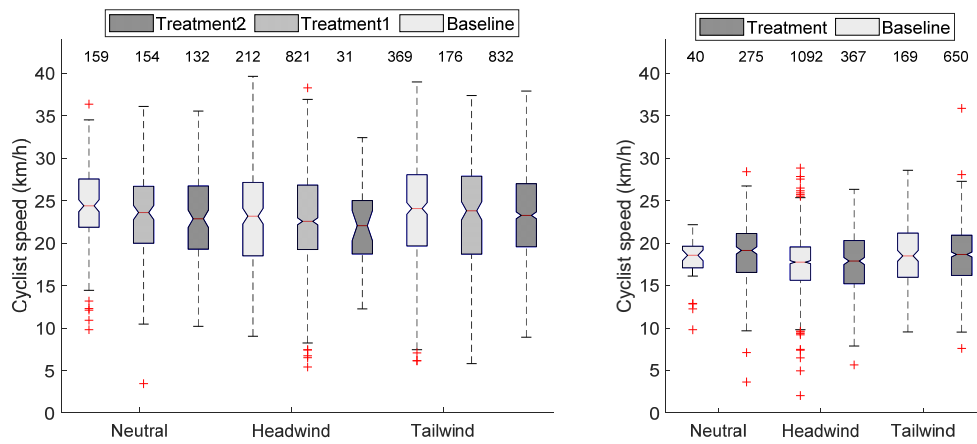 Treatment2 Treatment1 Baseline
159 154 132 212 821 31 369 176 832
40
35
30
25
20
15
10
5
0
Cyclist speed (km/h)
Neutral Headwind Tailwind
Treatment Baseline
40 275 1092 367 169 650
40
35
30
25
20
15
10
5
0
Cyclist speed (km/h)
Neutral Headwind Tailwind